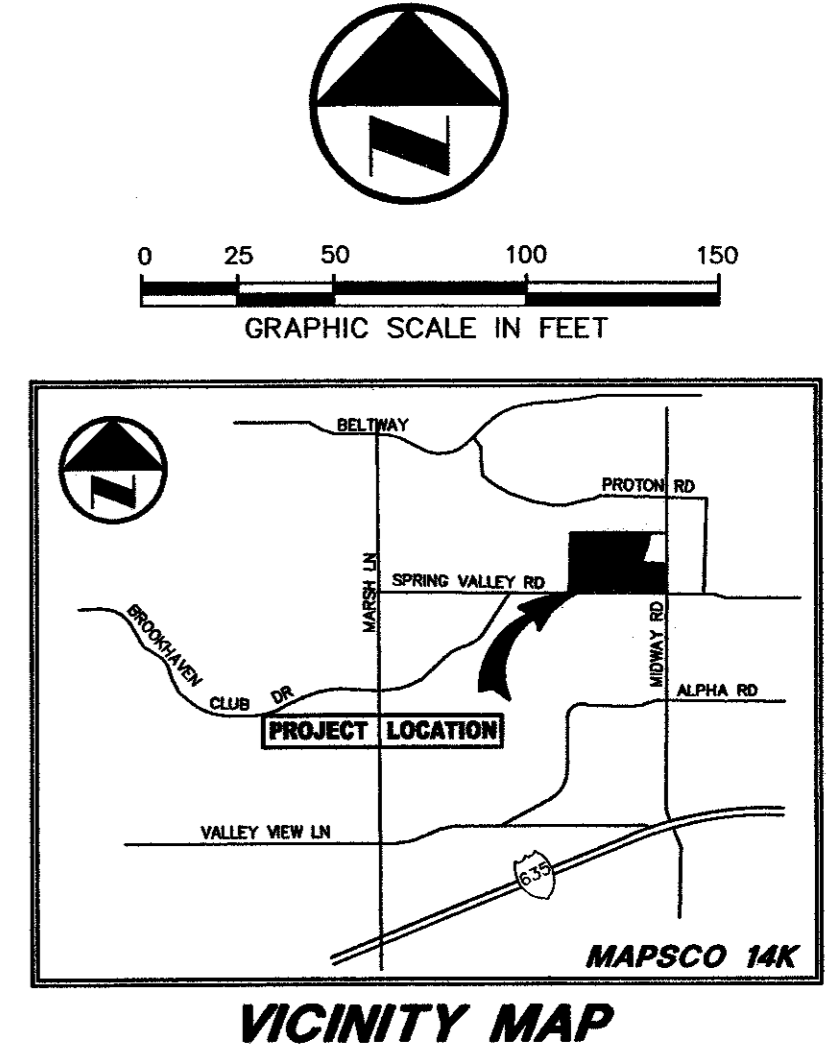 N
0 25 50 100 150
GRAPHIC SCALE IN FEET
N
BELTWAY
PROTON RD
MARSH LN
SPRING VALLEY RD
BROOKHAVEN
CLUB DR
MIDWAY RD
ALPHA RD
PROJECT LOCATION
VALLEY VIEW LN
635
MAPSCO 14K
VICINITY MAP